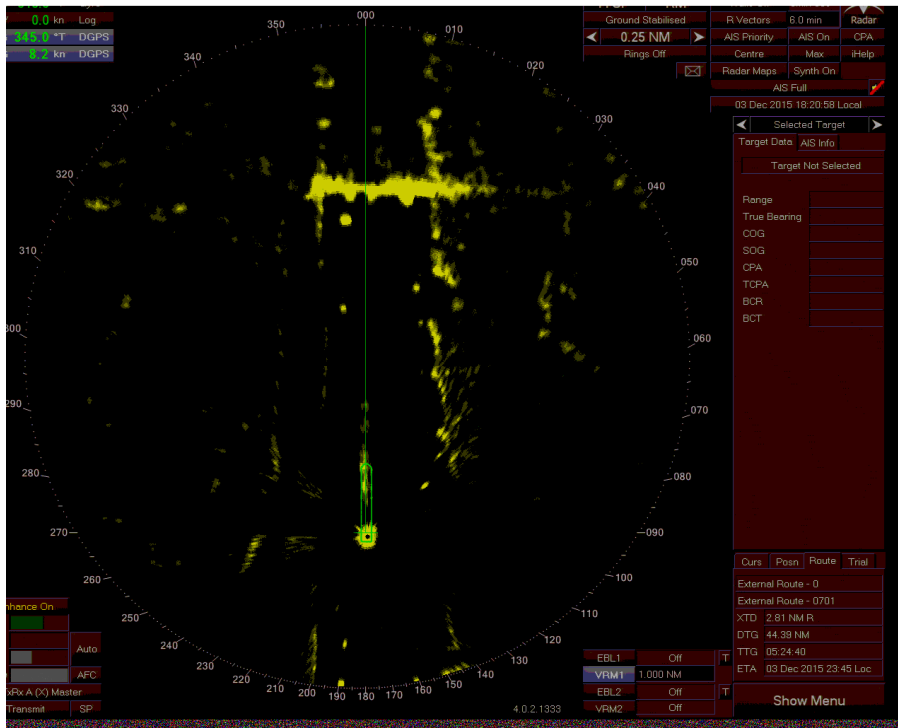 0.0 kn Log
345.0 °T DGPS
8.2 kn DGPS
Ground Stabilised
0.25 NM
Rings Off
R Vectors 6.0 min Radar
AIS Priority AIS On CPA
Centre Max iHelp
Radar Maps Synth On
AIS Full
03 Dec 2015 18:20:58 Local
Selected Target
Target Data AIS Info
Target Not Selected
Range
True Bearing
COG
SOG
CPA
TCPA
BCR
BCT
350 000 010
340 020
330 030
320 040
310 050
300 060
290 070
280 080
270 090
260 100
250 110
240 120
230 130
220 140
210 200 190 180 170 160 150
Enhance On
Auto
AFC
TxRx A (X) Master
Transmit SP
4.0.2.1333
EBL1 Off T
VRM1 1.000 NM
EBL2 Off T
VRM2 Off
Curs Posn Route Trial
External Route - 0
External Route - 0701
XTD 2.81 NM R
DTG 44.39 NM
TTG 05:24:40
ETA 03 Dec 2015 23:45 Loc
Show Menu